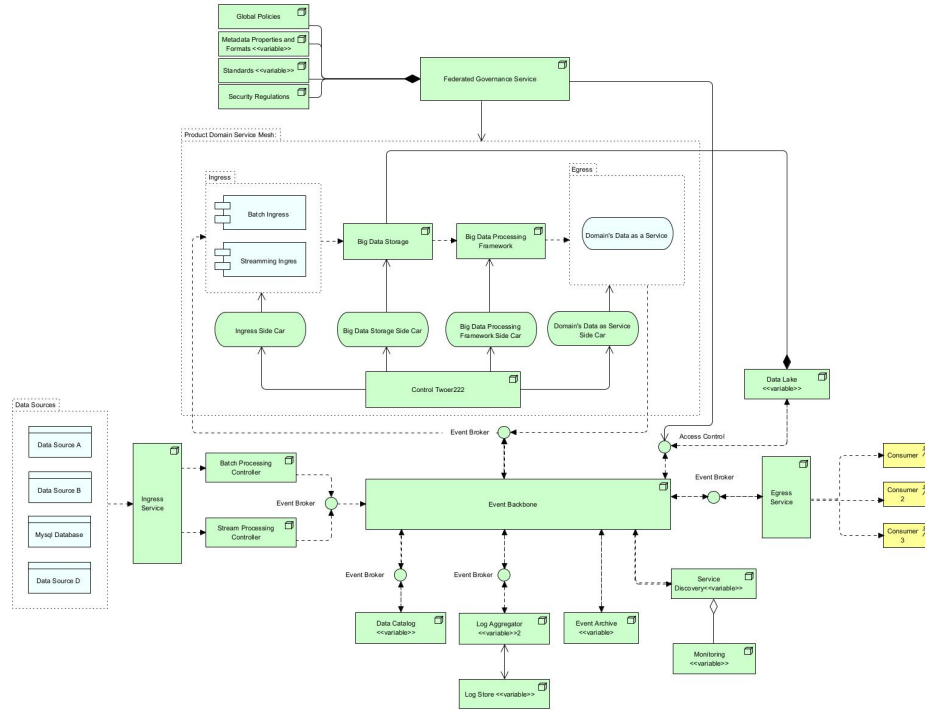 Global Policies
Metadata Properties and
Formats <<variable>>
Standards <<variable>>
Security Regulations
Federated Governance Service
Product Domain Service Mesh:
Ingress
Batch Ingress
Streamming Ingres
Big Data Storage
Big Data Processing
Framework
Egress
Domain's Data as a Service
Ingress Side Car
Big Data Storage Side Car
Big Data Processing
Framework Side Car
Domain's Data as Service
Side Car
Control Twoer222
Data Lake
<<variable>>
Data Sources
Data Source A
Data Source B
Mysql Database
Data Source D
Ingress
Service
Batch Processing
Controller
Stream Processing
Controller
Event Broker
Event Broker
Access Control
Event Backbone
Event Broker
Egress
Service
Consumer
Consumer
2
Consumer
3
Event Broker
Event Broker
Data Catalog
<<variable>>
Log Aggregator
<<variable>>2
Event Archive
<<variable>
Service
Discovery<<variable>>
Monitoring
<<variable>>
Log Store <<variable>>